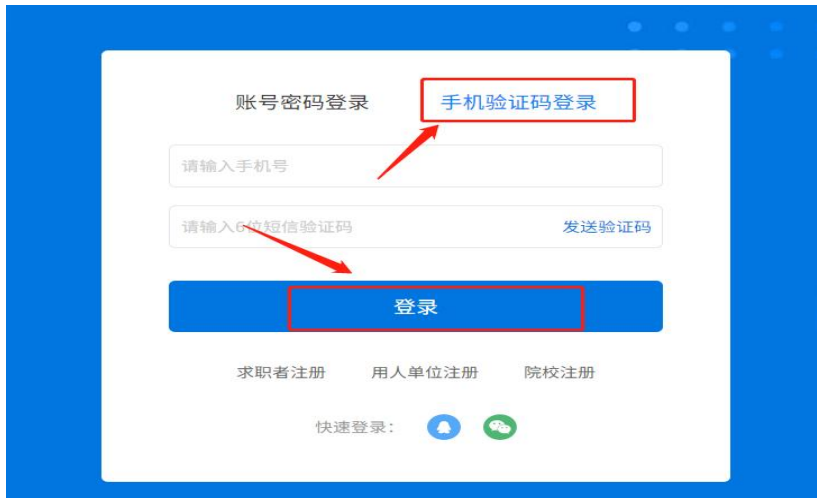 账号密码登录 手机验证码登录
请输入手机号
请输入6位短信验证码 发送验证码
登录
求职者注册 用人单位注册 院校注册
快速登录: